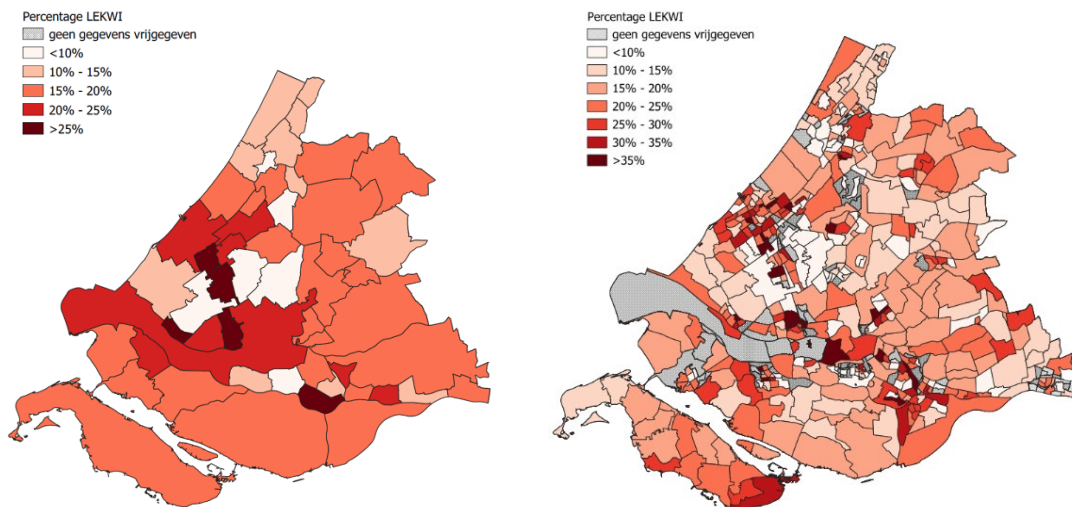 Percentage LEKWI
geen gegevens vrijgegeven
<10%
10% - 15%
15% - 20%
20% - 25%
>25%
Percentage LEKWI
geen gegevens vrijgegeven
<10%
10% - 15%
15% - 20%
20% - 25%
25% - 30%
30% - 35%
>35%